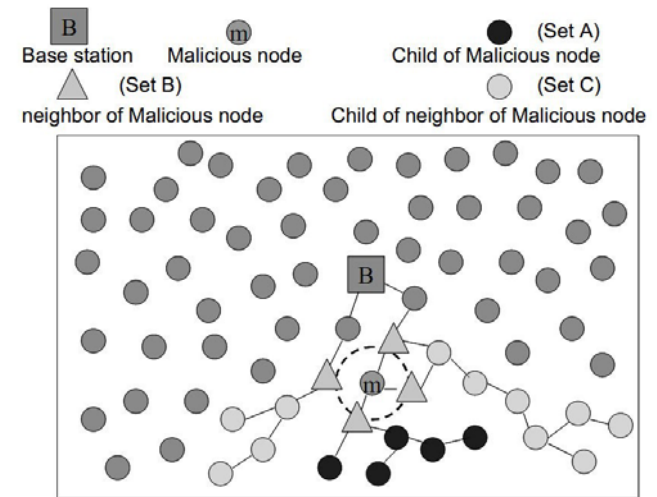 B
m
(Set A)
Base station
Malicious node
Child of Malicious node
(Set B)
(Set C)
neighbor of Malicious node
Child of neighbor of Malicious node
B
m